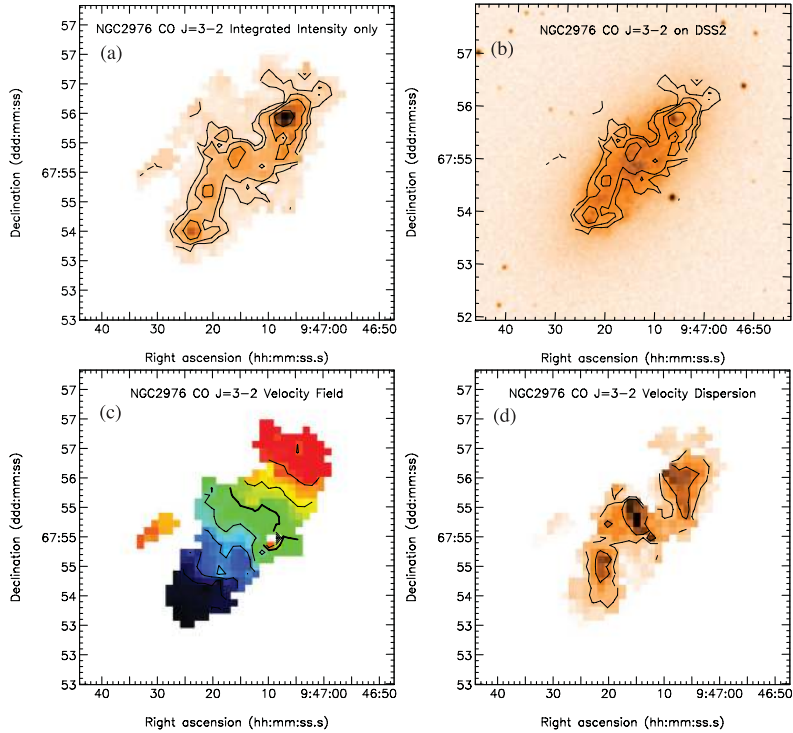 NGC2976 CO J=3-2 Integrated Intensity only
(a)
57
57
56
55
67:55
55
54
53
53
Declination (ddd:mm:ss)
40 30 20 10 9:47:00 46:50
Right ascension (hh:mm:ss.s)
NGC2976 CO J=3-2 on DSS2
(b)
57
56
67:55
54
53
52
Declination (ddd:mm:ss)
40 30 20 10 9:47:00 46:50
Right ascension (hh:mm:ss.s)
NGC2976 CO J=3-2 Velocity Field
(c)
57
57
56
55
67:55
55
54
53
53
Declination (ddd:mm:ss)
40 30 20 10 9:47:00 46:50
Right ascension (hh:mm:ss.s)
NGC2976 CO J=3-2 Velocity Dispersion
(d)
57
57
56
55
67:55
55
54
53
53
Declination (ddd:mm:ss)
40 30 20 10 9:47:00 46:50
Right ascension (hh:mm:ss.s)